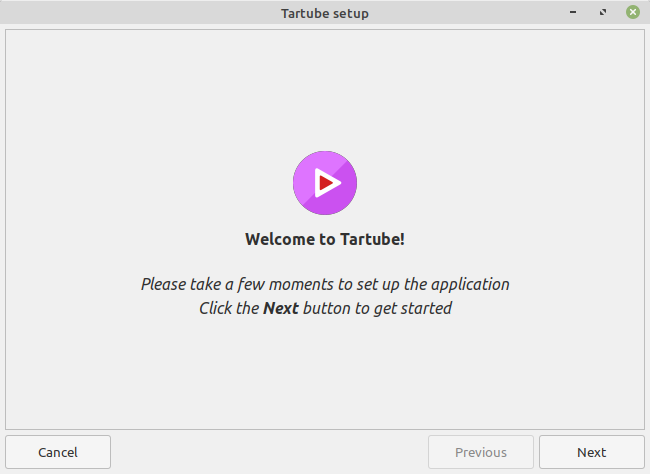 Tartube setup
Welcome to Tartube!
Please take a few moments to set up the application
Click the Next button to get started
Cancel
Previous
Next